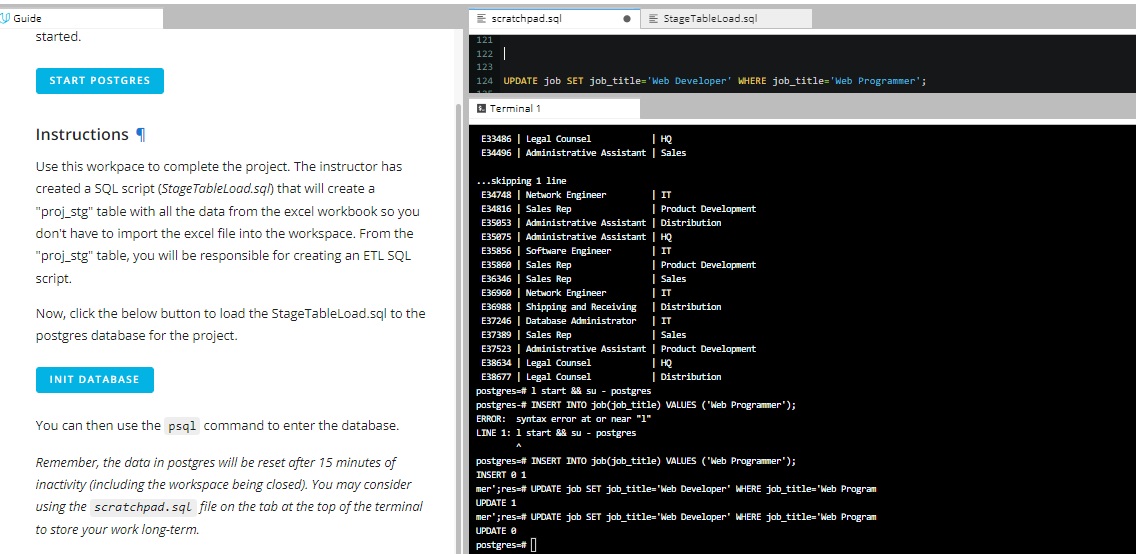 Guide
started.
START POSTGRES
Instructions ¶
Use this workpace to complete the project. The instructor has
created a SQL script (StageTableLoad.sql) that will create a
"proj_stg" table with all the data from the excel workbook so you
don't have to import the excel file into the workspace. From the
"proj_stg" table, you will be responsible for creating an ETL SQL
script.
Now, click the below button to load the StageTableLoad.sql to the
postgres database for the project.
INIT DATABASE
You can then use the psql command to enter the database.
Remember, the data in postgres will be reset after 15 minutes of
inactivity (including the workspace being closed). You may consider
using the scratchpad.sql file on the tab at the top of the terminal
to store your work long-term.
scratchpad.sql
StageTableLoad.sql
121
122
123
124 UPDATE job SET job_title='Web Developer' WHERE job_title='Web Programmer';
Terminal 1
E33486 | Legal Counsel | HQ
E34496 | Administrative Assistant | Sales
...skipping 1 line
E34748 | Network Engineer | IT
E34816 | Sales Rep | Product Development
E35053 | Administrative Assistant | Distribution
E35075 | Administrative Assistant | HQ
E35856 | Software Engineer | IT
E35860 | Sales Rep | Product Development
E36346 | Sales Rep | Sales
E36960 | Network Engineer | IT
E36988 | Shipping and Receiving | Distribution
E37246 | Database Administrator | IT
E37389 | Sales Rep | Sales
E37523 | Administrative Assistant | Product Development
E38634 | Legal Counsel | HQ
E38677 | Legal Counsel | Distribution
postgres=# l start && su - postgres
postgres-# INSERT INTO job(job_title) VALUES ('Web Programmer');
ERROR:  syntax error at or near "l"
LINE 1: l start && su - postgres
^
postgres=# INSERT INTO job(job_title) VALUES ('Web Programmer');
INSERT 0 1
mer';res=# UPDATE job SET job_title='Web Developer' WHERE job_title='Web Program
UPDATE 1
mer';res=# UPDATE job SET job_title='Web Developer' WHERE job_title='Web Program
UPDATE 0
postgres=#